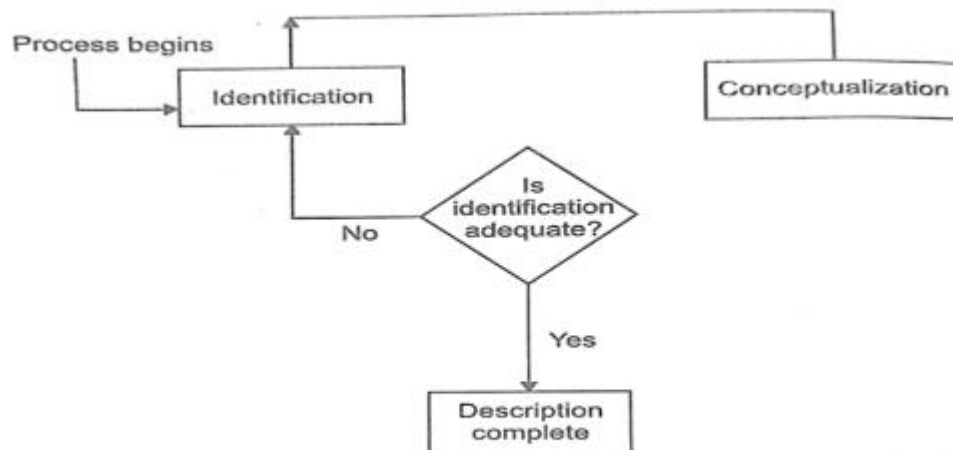 Process begins
Identification
Conceptualization
Is
identification
adequate?
No
Yes
Description
complete